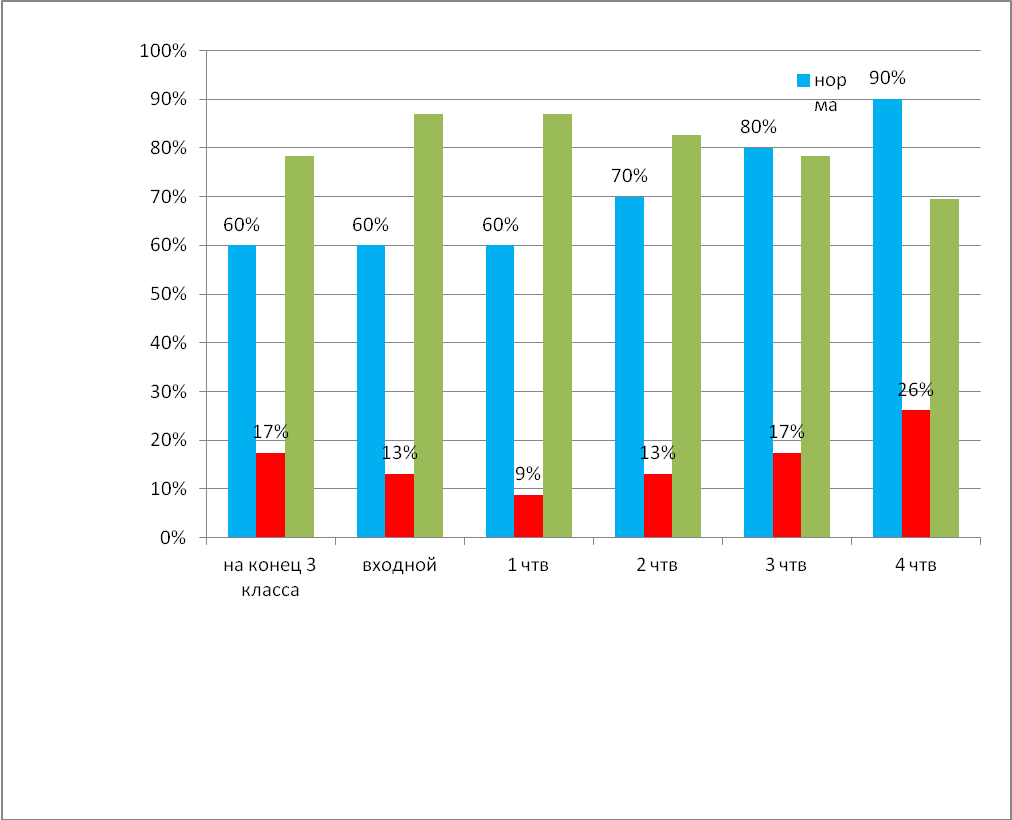 100%
90%
80%
70%
60%
50%
40%
30%
20%
10%
0%
нор
ма
60%
60%
60%
70%
80%
90%
17%
13%
9%
13%
17%
26%
на конец 3
класса
входной
1 чтв
2 чтв
3 чтв
4 чтв